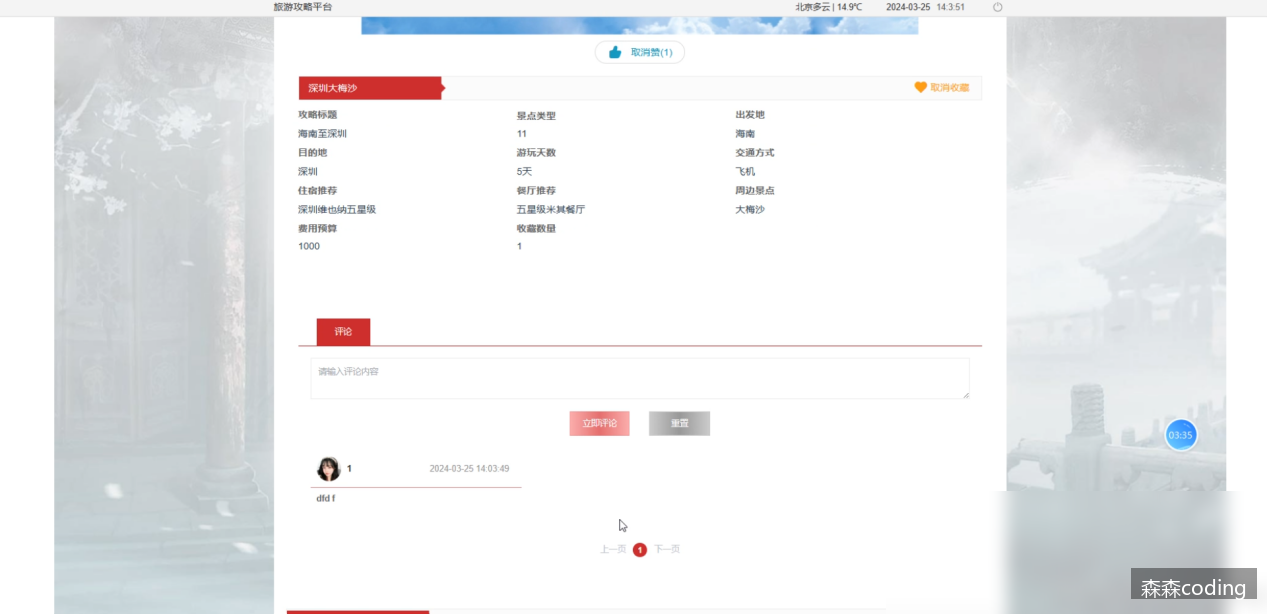 旅游攻略平台 北京多云 | 14.9℃ 2024-03-25 14:3:51
取消赞(1)
深圳大梅沙 取消收藏
攻略标题 景点类型 出发地
海南至深圳 11 海南
目的地 游玩天数 交通方式
深圳 5天 飞机
住宿推荐 餐厅推荐 周边景点
深圳维也纳五星级 五星级米其餐厅 大梅沙
费用预算 收藏数量
1000 1
评论
请输入评论内容
立即评论 重置
03:35
1 2024-03-25 14:03:49
dfd f
上一页 1 下一页
森森coding